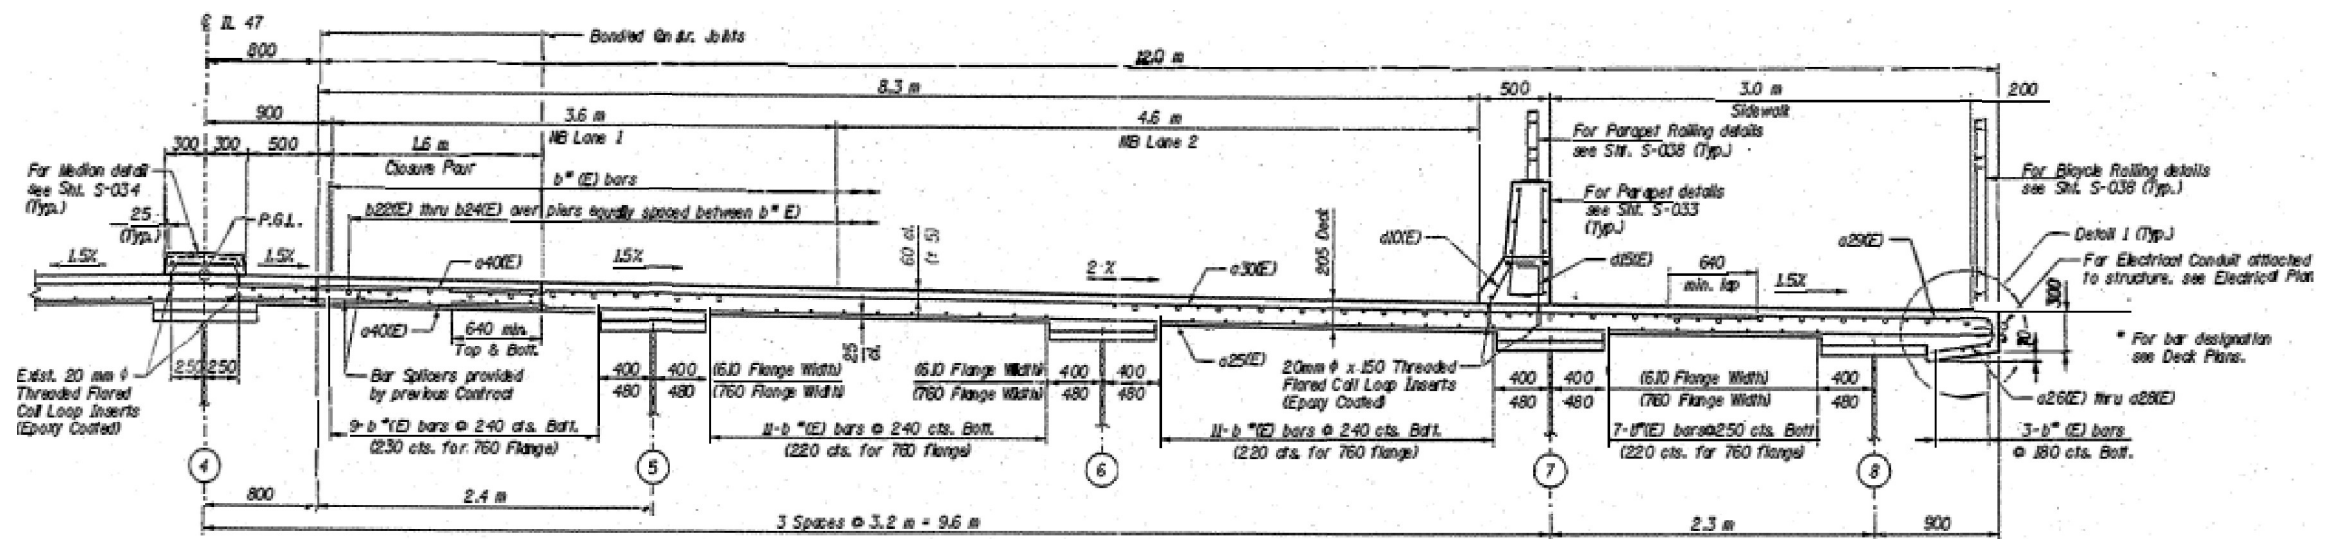 ℄ IL 47
800
Bonded Constr. Joints
12.0 m
8.3 m
500
3.0 m
200
Sidewalk
900
3.6 m
4.6 m
NB Lane 1
NB Lane 2
300 300 500
1.6 m
Closure Pour
For Median detail
see Sht. S-034
(Typ.)
25
(Typ.)
P.G.L.
b*(E) bars
b22(E) thru b24(E) over piers equally spaced between b*(E)
For Parapet Railing details
see Sht. S-038 (Typ.)
For Parapet details
see Sht. S-033
(Typ.)
For Bicycle Railing details
see Sht. S-038 (Typ.)
1.5%
1.5%
a40(E)
1.5%
60 cl.
2 %
a30(E)
205 Deck
d10(E)
d15(E)
640
min. lap
1.5%
a29(E)
Detail 1 (Typ.)
For Electrical Conduit attached
to structure, see Electrical Plan
300
* For bar designation
see Deck Plans.
a26(E) thru a28(E)
a40(E)
640 min.
Top & Bott.
25
cl.
a25(E)
20mm ϕ x 150 Threaded
Flared Coil Loop Inserts
(Epoxy Coated)
250 250
Exist. 20 mm ϕ
Threaded Flared
Coil Loop Inserts
(Epoxy Coated)
Bar Splicers provided
by previous Contract
400 400 (610 Flange Width)
480 480 (760 Flange Width)
(610 Flange Width) 400 400
(760 Flange Width) 480 480
400 400 (610 Flange Width) 400
480 480 (760 Flange Width) 480
9-b*(E) bars @ 240 cts. Bott.
(230 cts. for 760 Flange)
11-b*(E) bars @ 240 cts. Bott.
(220 cts. for 760 flange)
11-b*(E) bars @ 240 cts. Bott.
(220 cts. for 760 flange)
7-b*(E) bars @ 250 cts. Bott
(220 cts. for 760 flange)
3-b*(E) bars
@ 180 cts. Bott.
4
5
6
7
8
800
2.4 m
3 Spaces @ 3.2 m = 9.6 m
2.3 m
900